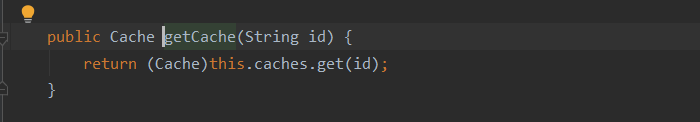 public Cache getCache(String id) {
return (Cache)this.caches.get(id);
}